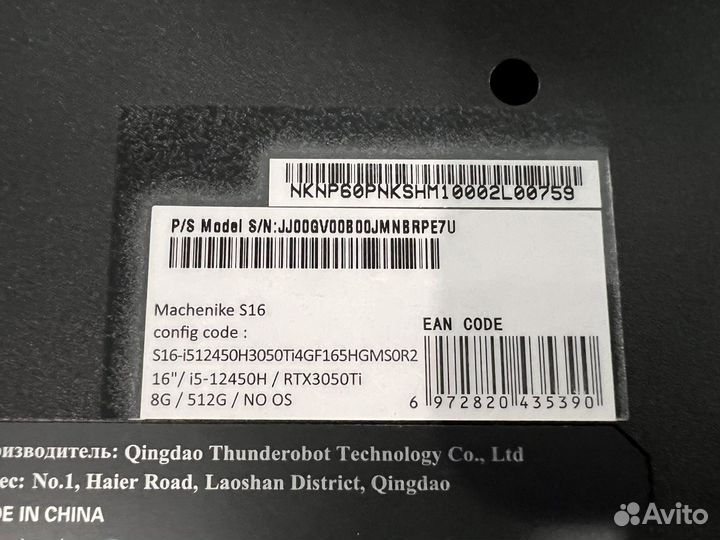 NKNP60PNKSHM10002L00759
P/S Model S/N:JJ00GV00B00JMNBRPE7U
Machenike S16
config code :
S16-i512450H3050Ti4GF165HGMS0R2
16"/ i5-12450H / RTX3050Ti
8G / 512G / NO OS
EAN CODE
6 972820 435390
изводитель: Qingdao Thunderobot Technology Co., Ltd
ес: No.1, Haier Road, Laoshan District, Qingdao
DE IN CHINA
Avito